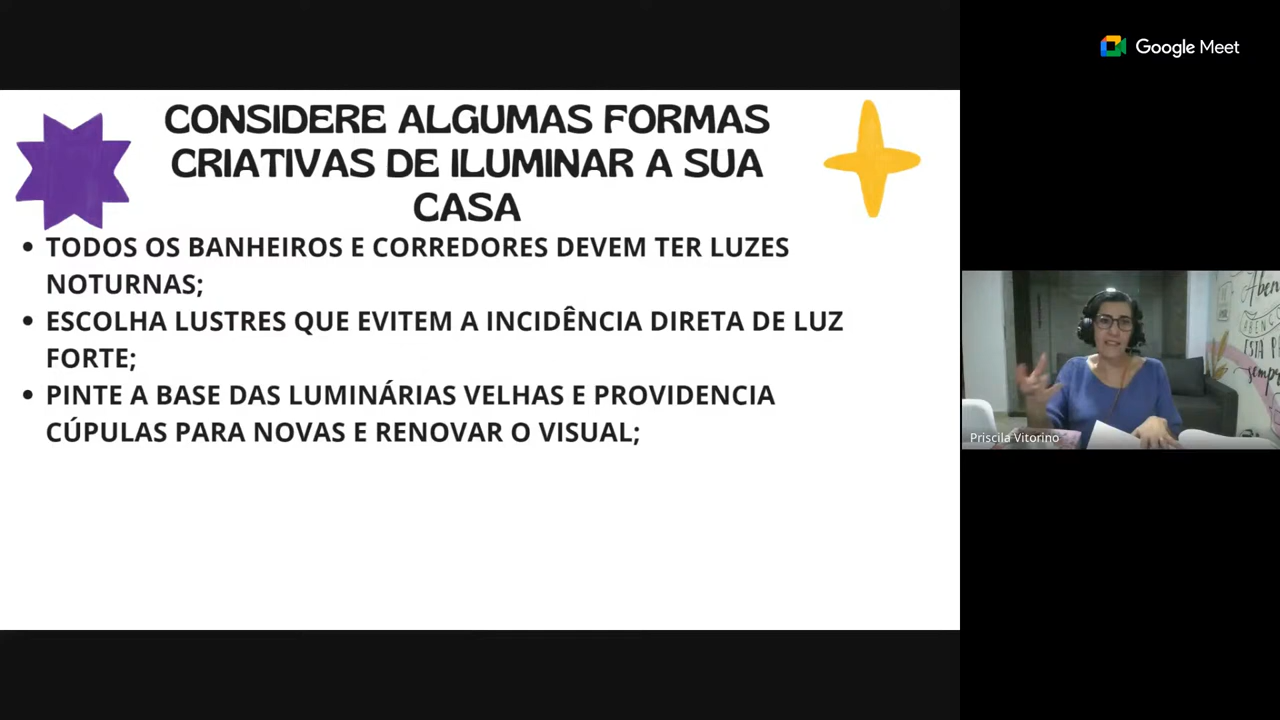 Google Meet
CONSIDERE ALGUMAS FORMAS
CRIATIVAS DE ILUMINAR A SUA
CASA
• TODOS OS BANHEIROS E CORREDORES DEVEM TER LUZES
NOTURNAS;
• ESCOLHA LUSTRES QUE EVITEM A INCIDÊNCIA DIRETA DE LUZ
FORTE;
• PINTE A BASE DAS LUMINÁRIAS VELHAS E PROVIDENCIA
CÚPULAS PARA NOVAS E RENOVAR O VISUAL;
Priscila Vitorino